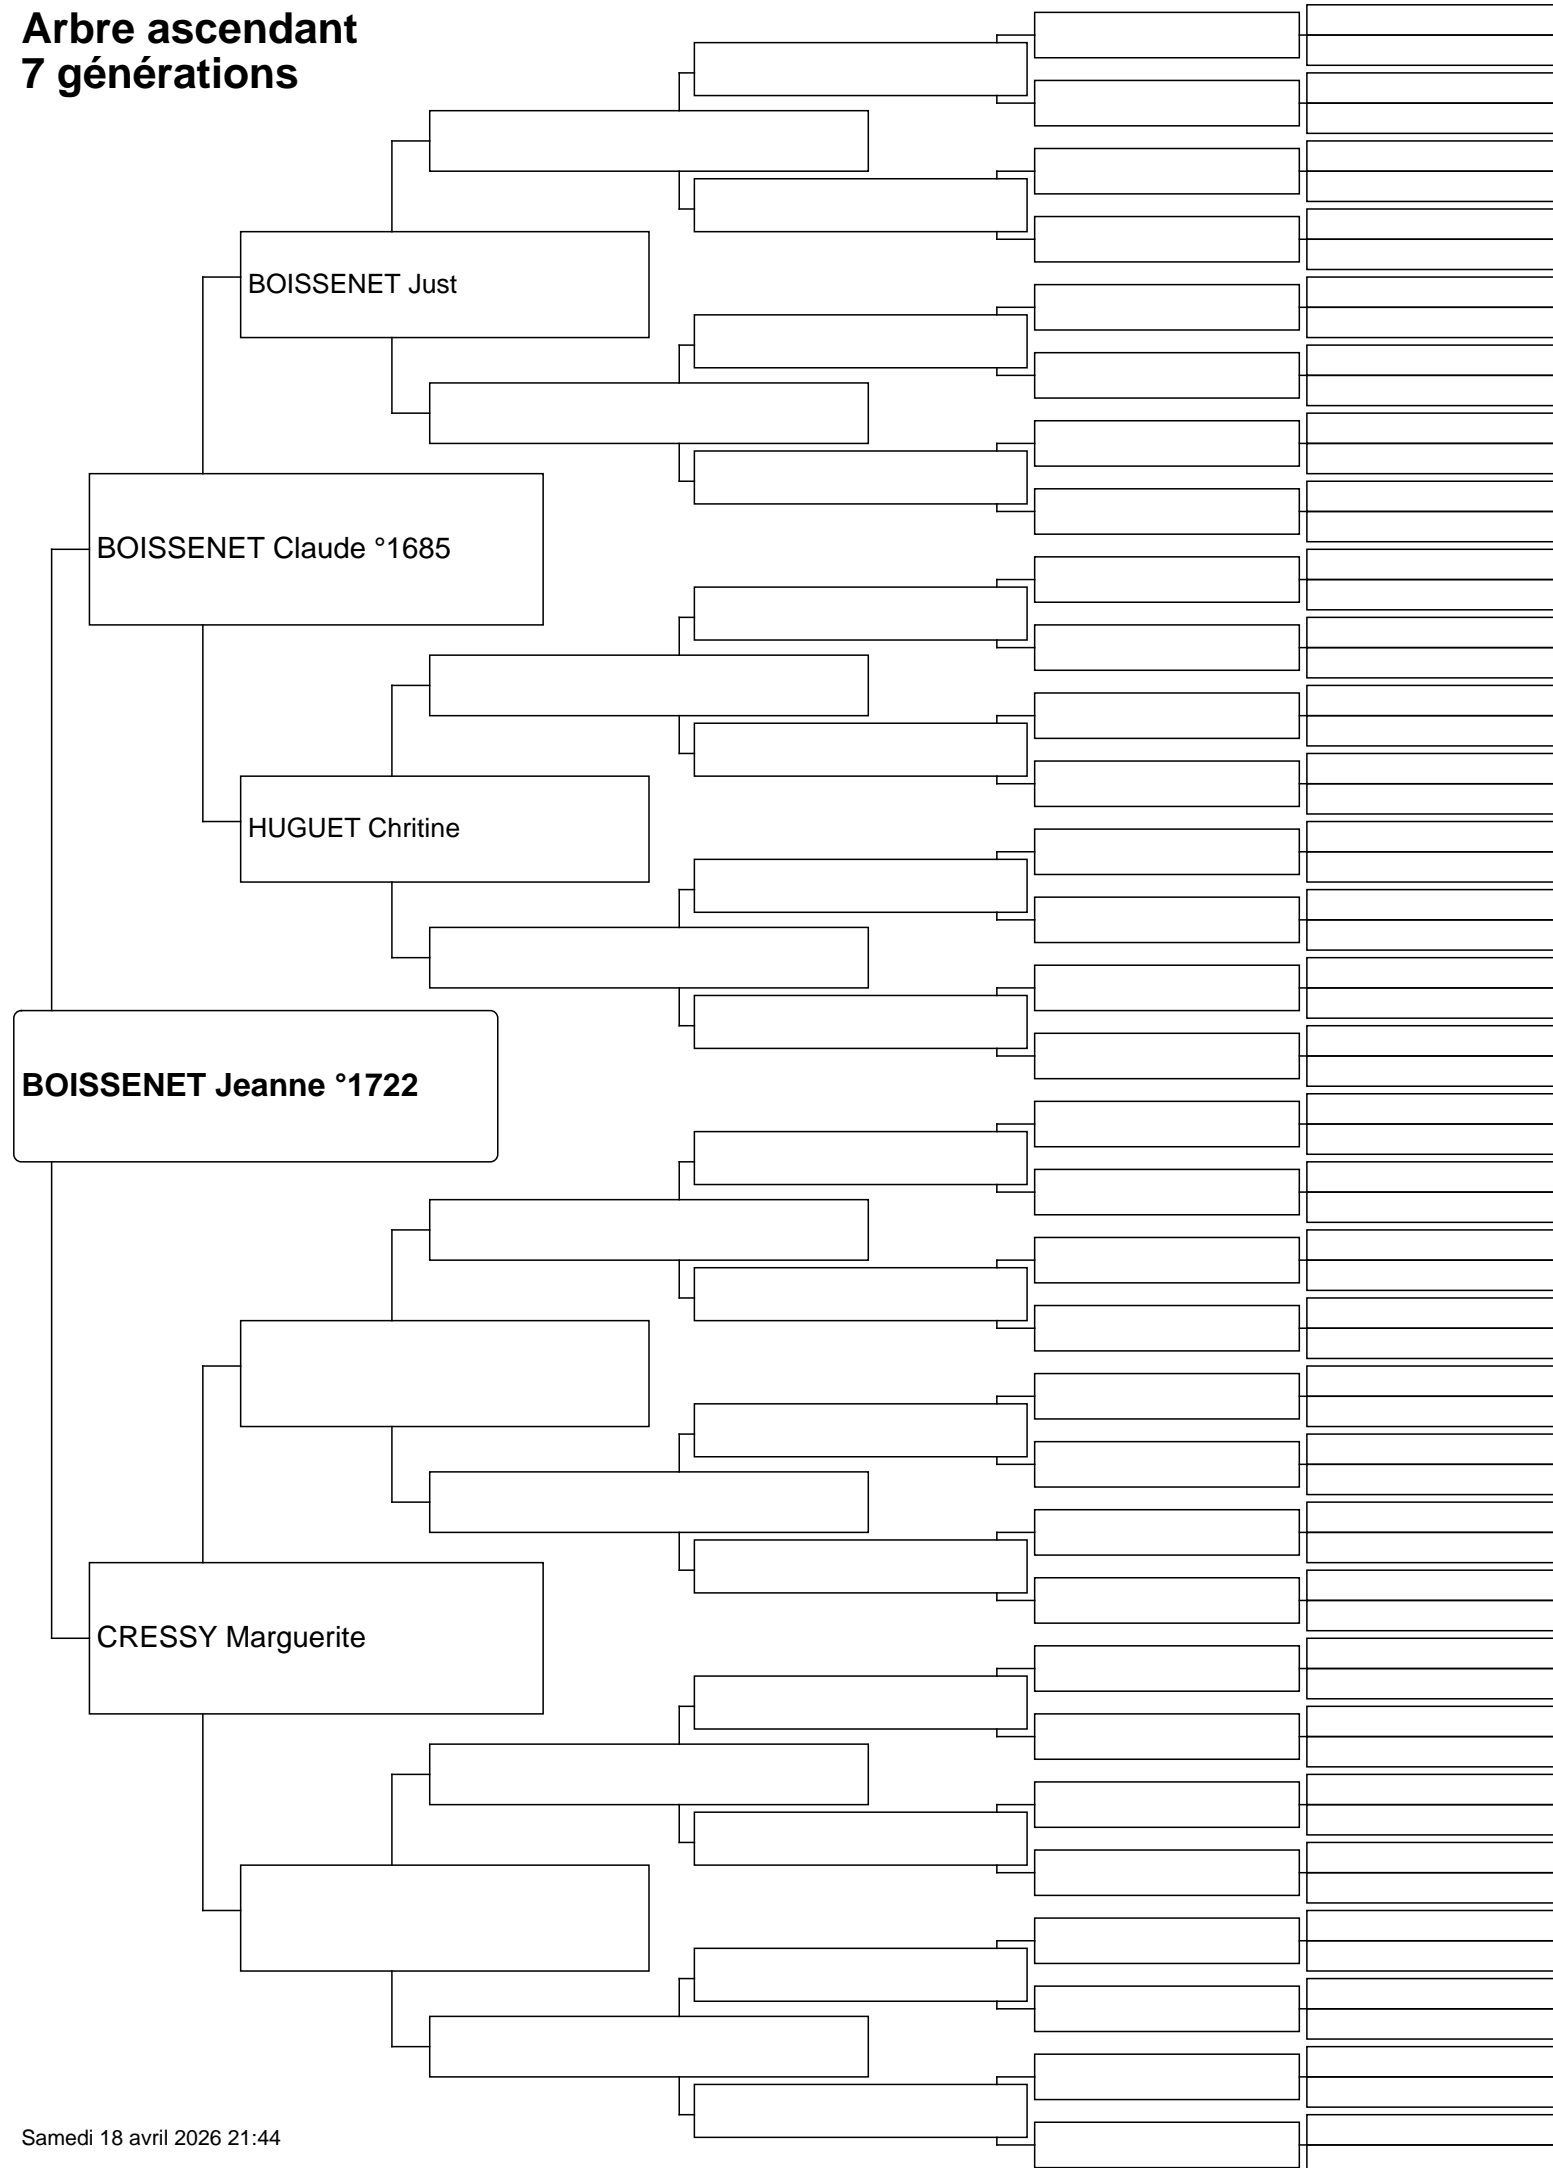 Arbre ascendant
7 générations
BOISSENET Just
BOISSENET Claude °1685
HUGUET Chritine
BOISSENET Jeanne °1722
CRESSY Marguerite
Samedi 18 avril 2026 21:44